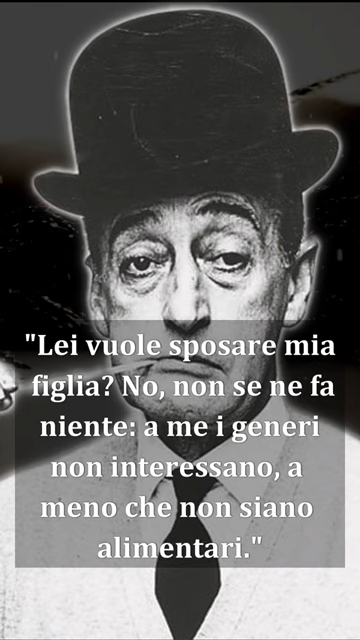 "Lei vuole sposare mia
figlia? No, non se ne fa
niente: a me i generi
non interessano, a
meno che non siano
alimentari."